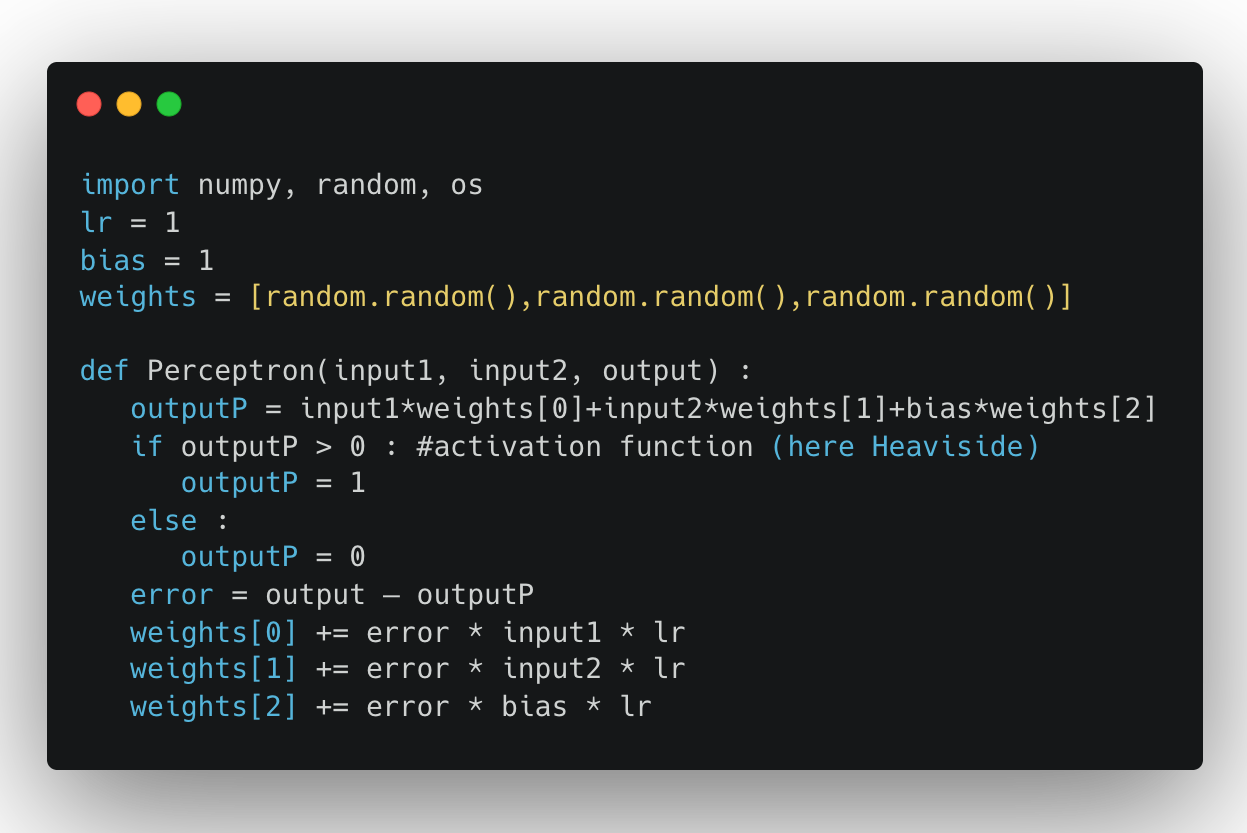 import numpy, random, os
lr = 1
bias = 1
weights = [random.random(),random.random(),random.random()]
def Perceptron(input1, input2, output) :
   outputP = input1*weights[0]+input2*weights[1]+bias*weights[2]
   if outputP > 0 : #activation function (here Heaviside)
      outputP = 1
   else :
      outputP = 0
   error = output – outputP
   weights[0] += error * input1 * lr
   weights[1] += error * input2 * lr
   weights[2] += error * bias * lr